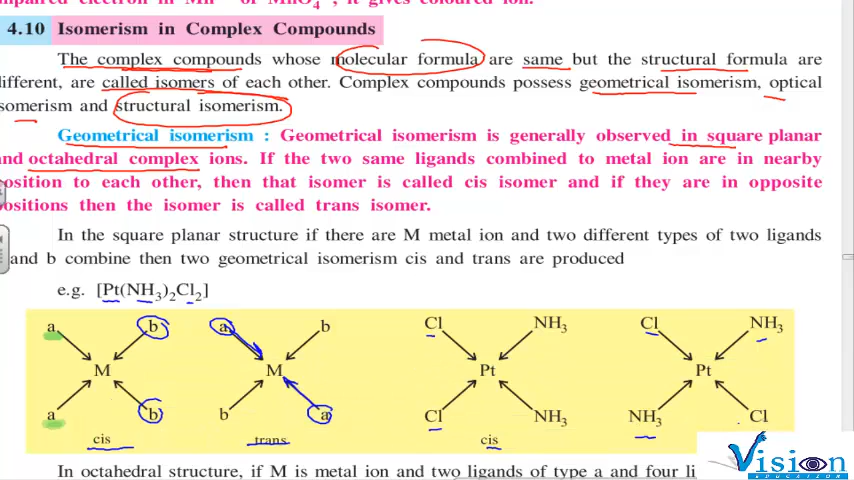 impaired electron in Mn
4.10 Isomerism in Complex Compounds
The complex compounds whose molecular formula are same but the structural formula are
different, are called isomers of each other. Complex compounds possess geometrical isomerism, optical
somerism and structural isomerism.
Geometrical isomerism : Geometrical isomerism is generally observed in square planar
and octahedral complex ions. If the two same ligands combined to metal ion are in nearby
position to each other, then that isomer is called cis isomer and if they are in opposite
positions then the isomer is called trans isomer.
In the square planar structure if there are M metal ion and two different types of two ligands
and b combine then two geometrical isomerism cis and trans are produced
e.g. [Pt(NH₃)₂Cl₂]
a b a b Cl NH₃ Cl NH₃
M M Pt Pt
a b b a Cl NH₃ NH₃ Cl
cis trans cis
In octahedral structure, if M is metal ion and two ligands of type a and four li
Vision